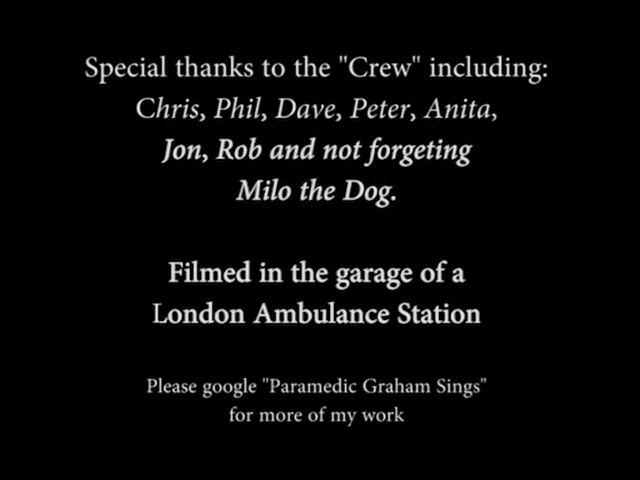 Special thanks to the "Crew" including:
Chris, Phil, Dave, Peter, Anita,
Jon, Rob and not forgeting
Milo the Dog.
Filmed in the garage of a
London Ambulance Station
Please google "Paramedic Graham Sings"
for more of my work